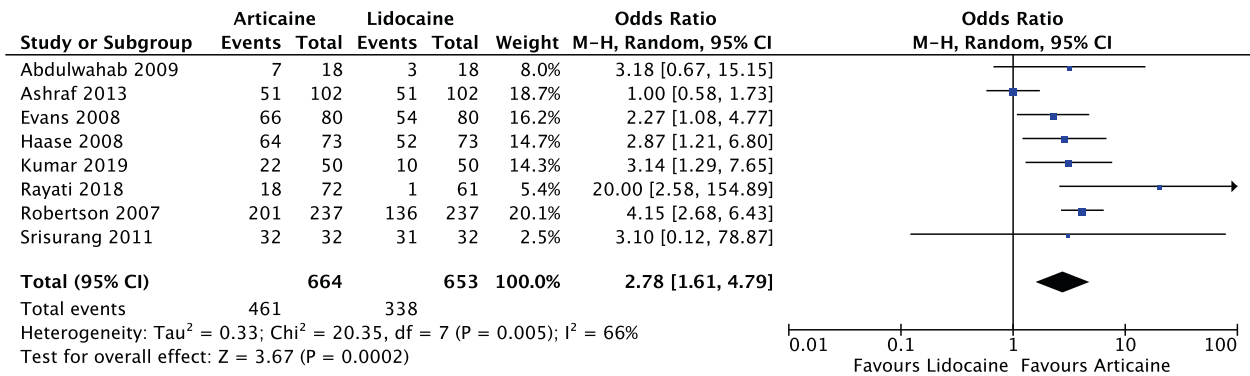 Articaine Lidocaine Odds Ratio Odds Ratio
Study or Subgroup Events Total Events Total Weight M-H, Random, 95% CI M-H, Random, 95% CI
Abdulwahab 2009 7 18 3 18 8.0% 3.18 [0.67, 15.15]
Ashraf 2013 51 102 51 102 18.7% 1.00 [0.58, 1.73]
Evans 2008 66 80 54 80 16.2% 2.27 [1.08, 4.77]
Haase 2008 64 73 52 73 14.7% 2.87 [1.21, 6.80]
Kumar 2019 22 50 10 50 14.3% 3.14 [1.29, 7.65]
Rayati 2018 18 72 1 61 5.4% 20.00 [2.58, 154.89]
Robertson 2007 201 237 136 237 20.1% 4.15 [2.68, 6.43]
Srisurang 2011 32 32 31 32 2.5% 3.10 [0.12, 78.87]
Total (95% CI) 664 653 100.0% 2.78 [1.61, 4.79]
Total events 461 338
Heterogeneity: Tau² = 0.33; Chi² = 20.35, df = 7 (P = 0.005); I² = 66%
Test for overall effect: Z = 3.67 (P = 0.0002)
0.01 0.1 1 10 100
Favours Lidocaine Favours Articaine